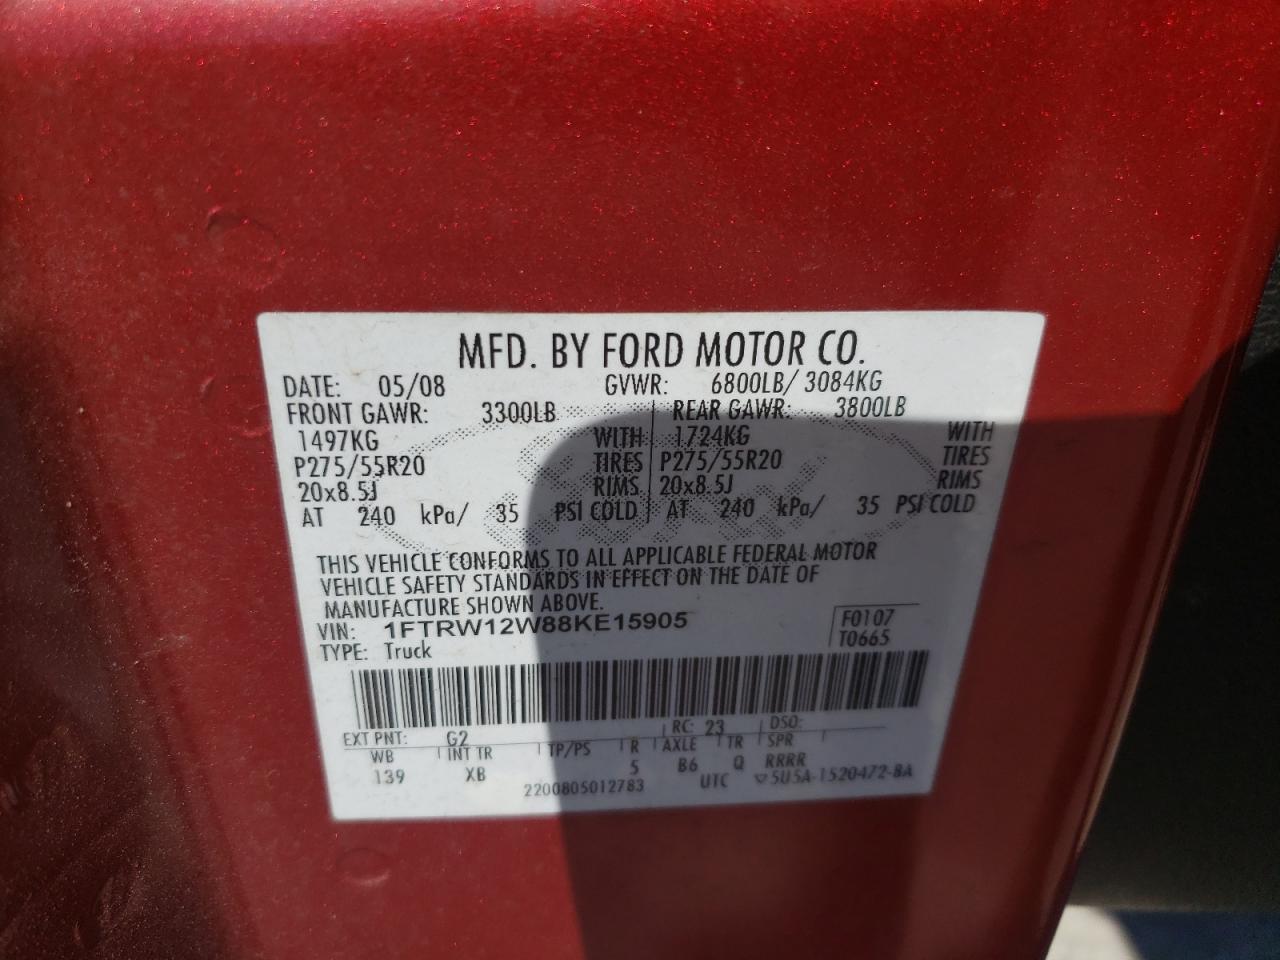 MFD. BY FORD MOTOR CO.
DATE: 05/08 GVWR: 6800LB/ 3084KG
FRONT GAWR: 3300LB REAR GAWR: 3800LB
1497KG WITH 1724KG WITH
P275/55R20 TIRES P275/55R20 TIRES
20x8.5J RIMS 20x8.5J RIMS
AT 240 kPa/ 35 PSI COLD AT 240 kPa/ 35 PSI COLD
THIS VEHICLE CONFORMS TO ALL APPLICABLE FEDERAL MOTOR
VEHICLE SAFETY STANDARDS IN EFFECT ON THE DATE OF
MANUFACTURE SHOWN ABOVE.
VIN: 1FTRW12W88KE15905 F0107
TYPE: Truck T0665
EXT PNT: G2 RC: 23 DSO:
WB INT TR TP/PS R AXLE TR SPR
139 XB 5 B6 Q RRRR
2200805012783 UTC 5U5A-1520472-BA